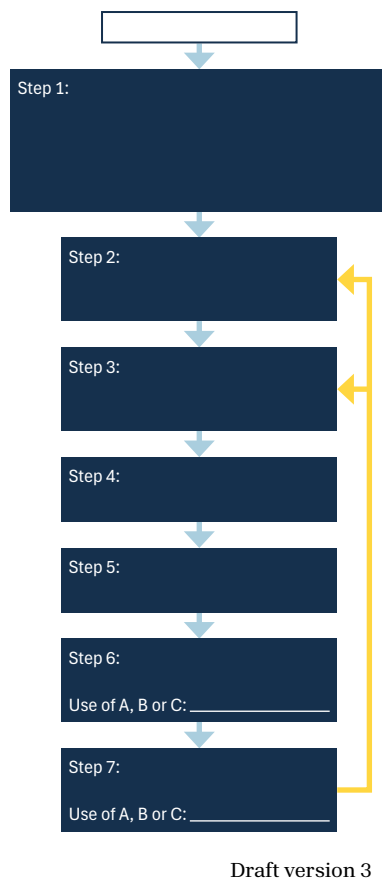 Step 1:
Step 2:
Step 3:
Step 4:
Step 5:
Step 6:
Use of A, B or C:
Step 7:
Use of A, B or C:
Draft version 3